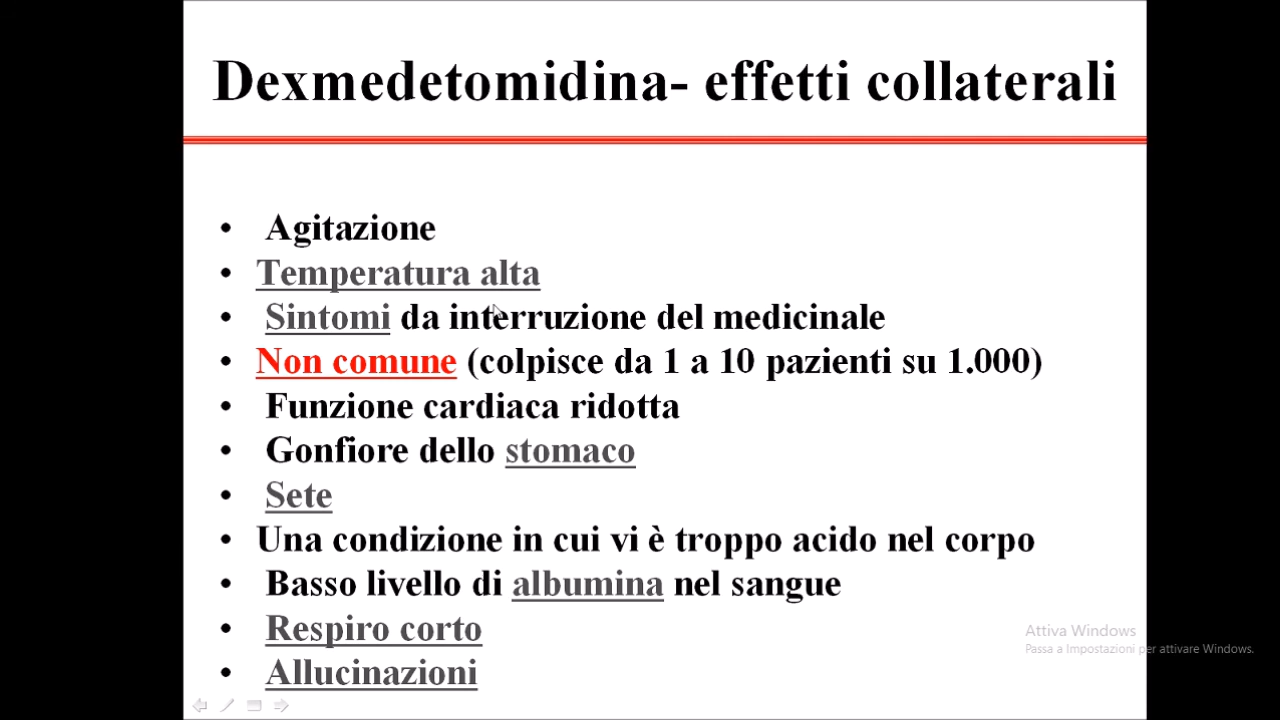 Dexmedetomidina- effetti collaterali
• Agitazione
• Temperatura alta
• Sintomi da interruzione del medicinale
• Non comune (colpisce da 1 a 10 pazienti su 1.000)
• Funzione cardiaca ridotta
• Gonfiore dello stomaco
• Sete
• Una condizione in cui vi è troppo acido nel corpo
• Basso livello di albumina nel sangue
• Respiro corto
• Allucinazioni
Attiva Windows
Passa a Impostazioni per attivare Windows.